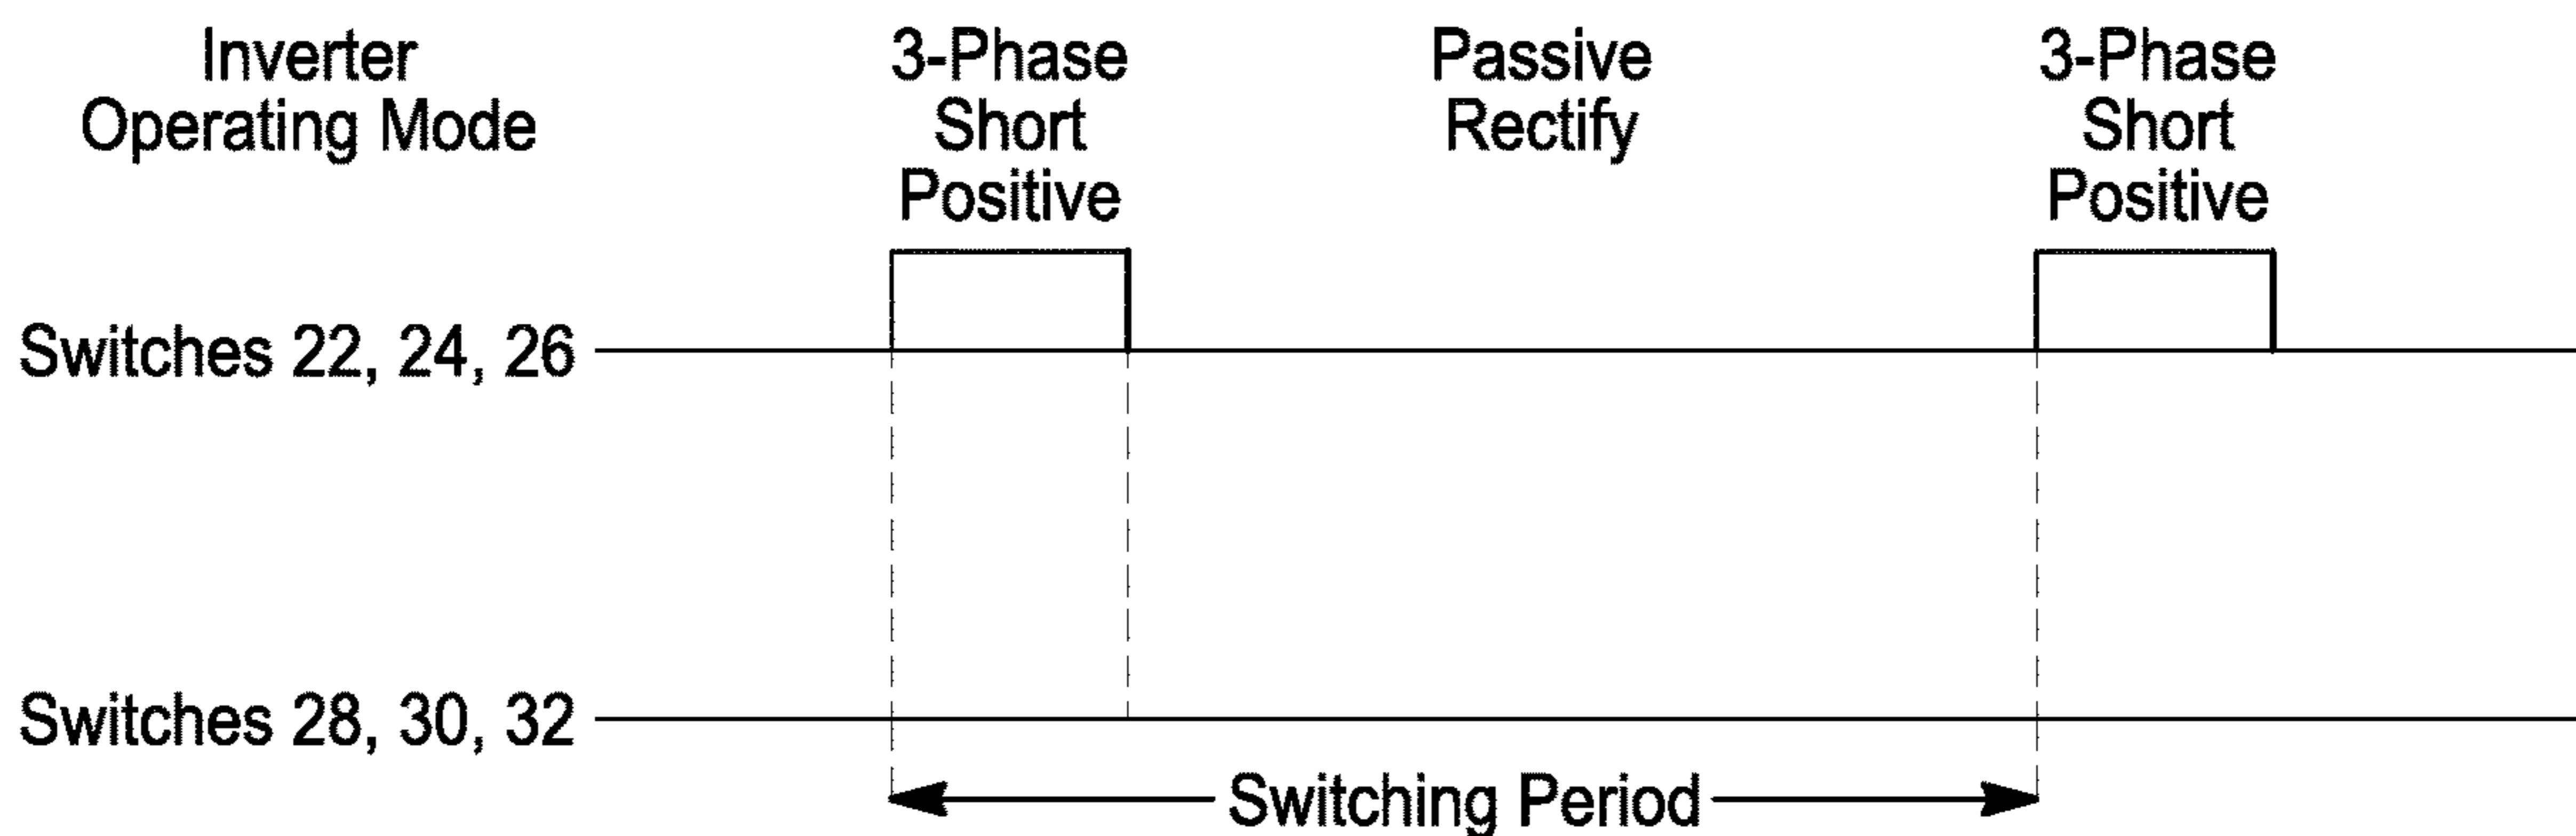 Inverter
Operating Mode
3-Phase
Short
Positive
Passive
Rectify
3-Phase
Short
Positive
Switches 22, 24, 26
Switches 28, 30, 32
Switching Period